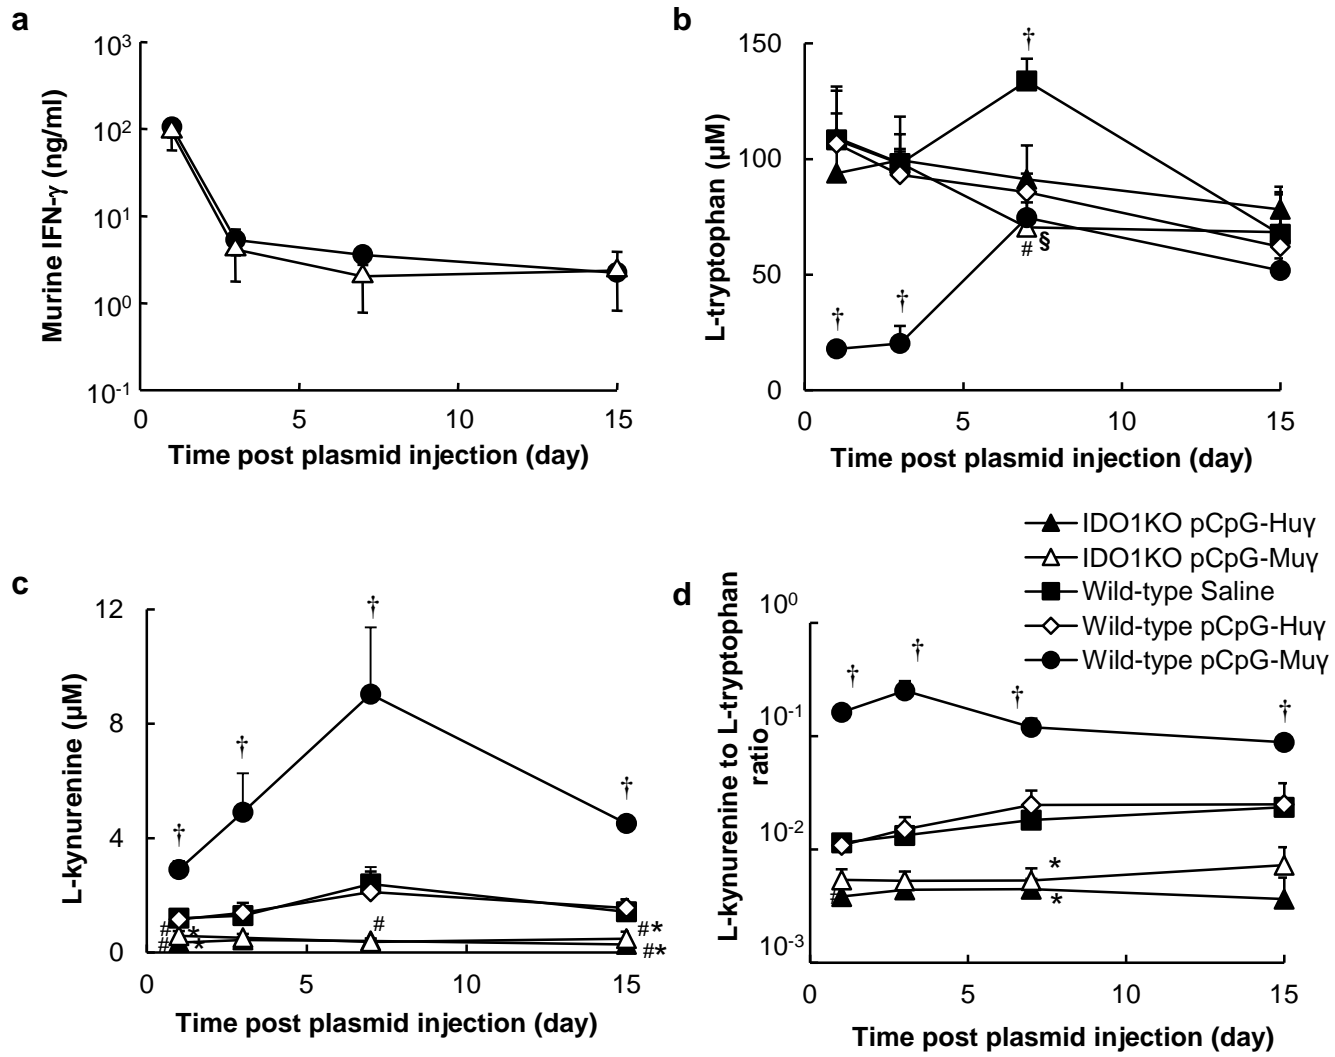 a
Murine IFN-γ (ng/ml)
10³
10²
10¹
10⁰
10⁻¹
0 5 10 15
Time post plasmid injection (day)
b
L-tryptophan (μM)
150
100
50
0
†
†
†
#
§
0 5 10 15
Time post plasmid injection (day)
IDO1KO pCpG-Huγ
IDO1KO pCpG-Muγ
Wild-type Saline
Wild-type pCpG-Huγ
Wild-type pCpG-Muγ
c
L-kynurenine (μM)
12
8
4
0
†
†
†
†
#
*
#
*
#
#*
#*
0 5 10 15
Time post plasmid injection (day)
d
L-kynurenine to L-tryptophan
ratio
10⁰
10⁻¹
10⁻²
10⁻³
†
†
†
†
*
*
0 5 10 15
Time post plasmid injection (day)